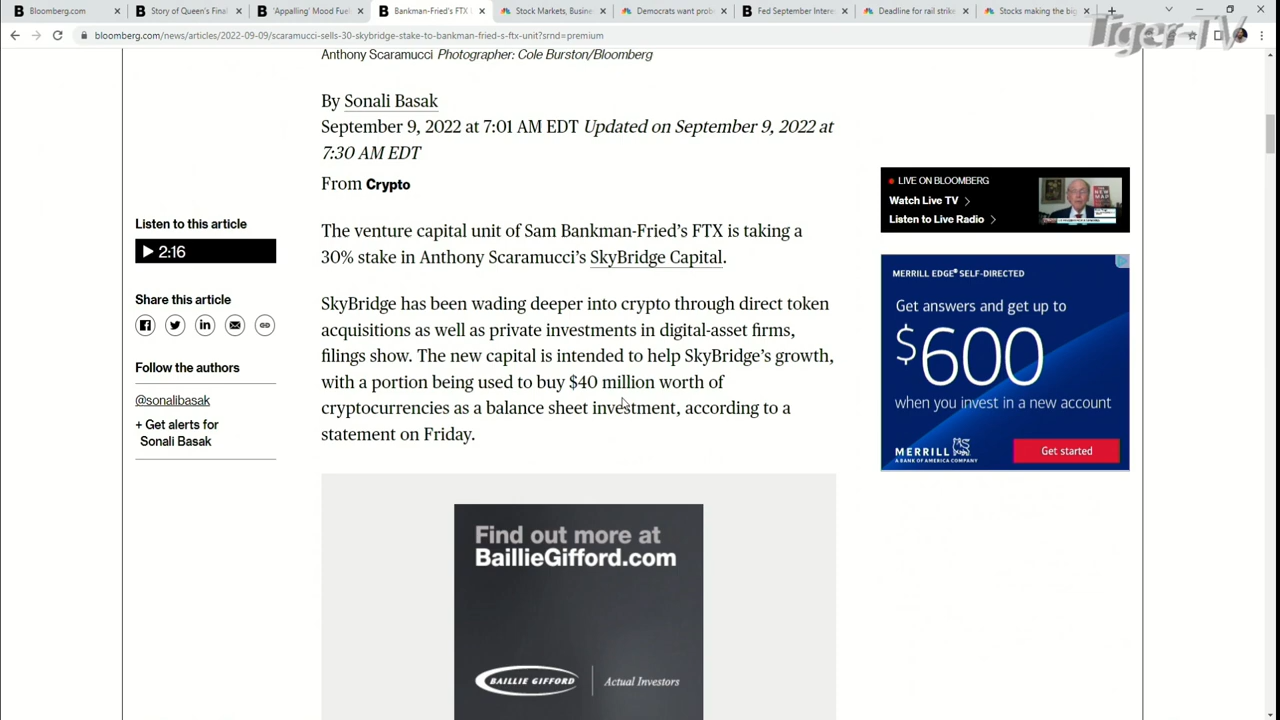 Bloomberg.com
Story of Queen's Final
'Appalling' Mood Fuel
Bankman-Fried's FTX
Stock Markets, Busine
Democrats want prob
Fed September Intere
Deadline for rail strike
Stocks making the big
bloomberg.com/news/articles/2022-09-09/scaramucci-sells-30-skybridge-stake-to-bankman-fried-s-ftx-unit?srnd=premium
Tiger-TV
Anthony Scaramucci Photographer: Cole Burston/Bloomberg
By Sonali Basak
September 9, 2022 at 7:01 AM EDT Updated on September 9, 2022 at
7:30 AM EDT
From Crypto
Listen to this article
2:16
Share this article
Follow the authors
@sonalibasak
+ Get alerts for
Sonali Basak
The venture capital unit of Sam Bankman-Fried's FTX is taking a
30% stake in Anthony Scaramucci's SkyBridge Capital.
SkyBridge has been wading deeper into crypto through direct token
acquisitions as well as private investments in digital-asset firms,
filings show. The new capital is intended to help SkyBridge's growth,
with a portion being used to buy $40 million worth of
cryptocurrencies as a balance sheet investment, according to a
statement on Friday.
Find out more at
BaillieGifford.com
BAILLIE GIFFORD
Actual Investors
LIVE ON BLOOMBERG
Watch Live TV
Listen to Live Radio
MERRILL EDGE® SELF-DIRECTED
Get answers and get up to
$600
when you invest in a new account
MERRILL
A BANK OF AMERICA COMPANY
Get started